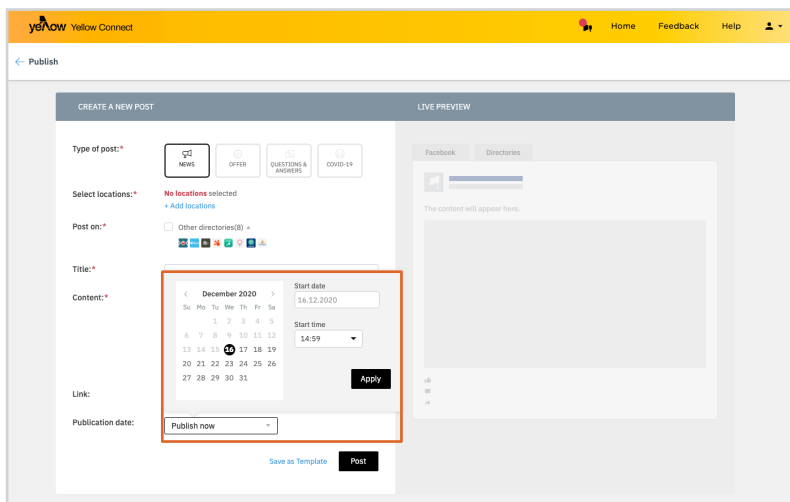 yellow Yellow Connect
Home Feedback Help
← Publish
CREATE A NEW POST
LIVE PREVIEW
Type of post:*
NEWS
OFFER
QUESTIONS &
ANSWERS
COVID-19
Select locations:*
No locations selected
+ Add locations
Post on:*
Other directories(8)
Title:*
Content:*
December 2020
Su Mo Tu We Th Fr Sa
1 2 3 4 5
6 7 8 9 10 11 12
13 14 15 16 17 18 19
20 21 22 23 24 25 26
27 28 29 30 31
Start date
16.12.2020
Start time
14:59
Apply
Link:
Publication date:
Publish now
Save as Template
Post
Facebook Directories
The content will appear here.